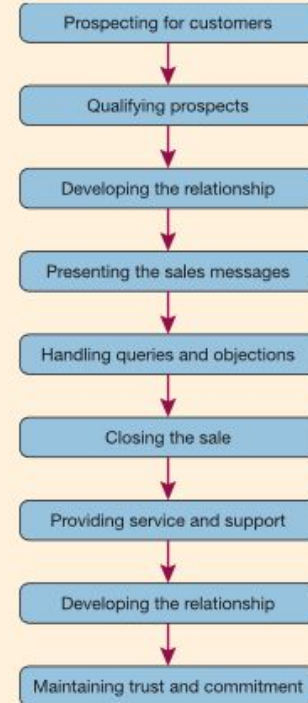 Prospecting for customers
Qualifying prospects
Developing the relationship
Presenting the sales messages
Handling queries and objections
Closing the sale
Providing service and support
Developing the relationship
Maintaining trust and commitment